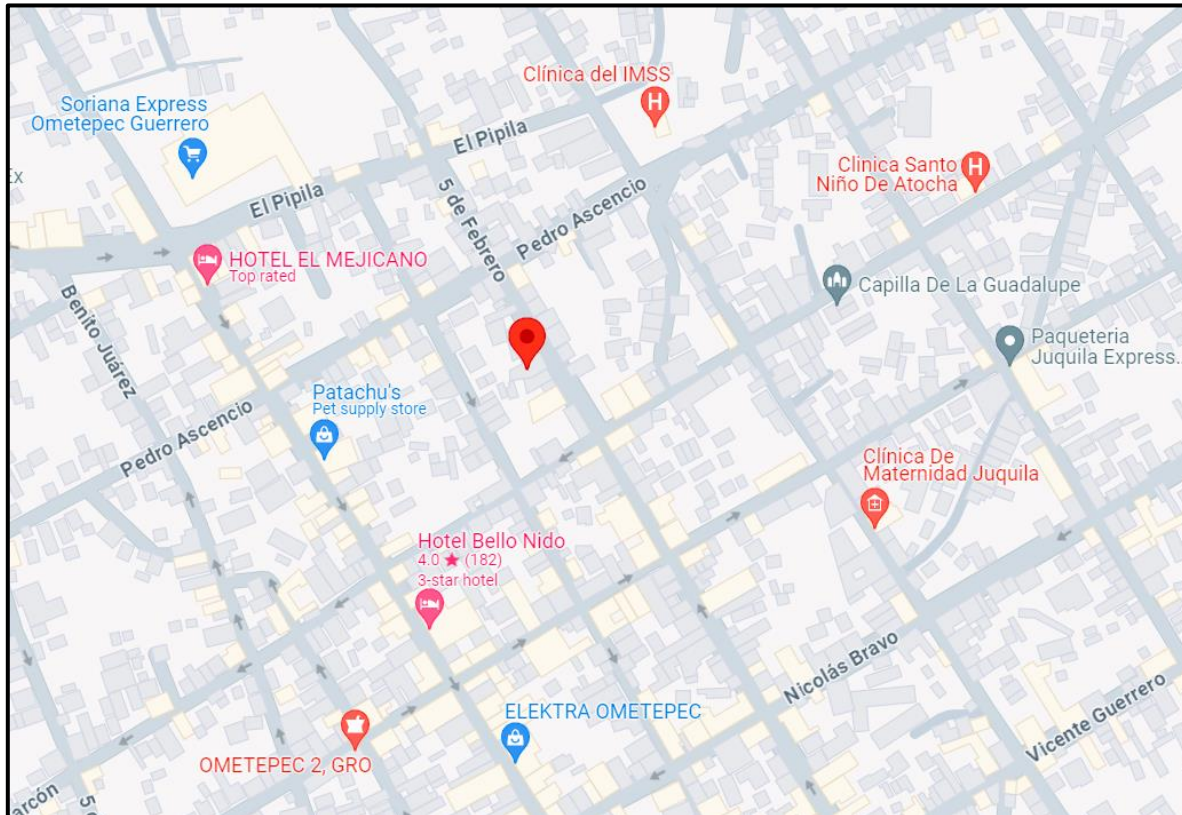 Clínica del IMSS
Soriana Express
Ometepec Guerrero
El Pipila
Clinica Santo
Niño De Atocha
El Pipila
5 de Febrero
Pedro Ascencio
HOTEL EL MEJICANO
Top rated
Capilla De La Guadalupe
Benito Juárez
Paqueteria
Juquila Express...
Patachu's
Pet supply store
Pedro Ascencio
Clínica De
Maternidad Juquila
Hotel Bello Nido
4.0 ★ (182)
3-star hotel
Nicolás Bravo
ELEKTRA OMETEPEC
Vicente Guerrero
OMETEPEC 2, GRO